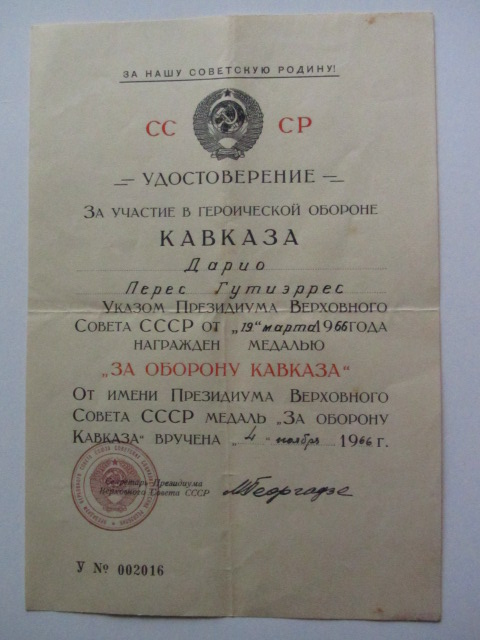 ЗА НАШУ СОВЕТСКУЮ РОДИНУ!
СС СР
УДОСТОВЕРЕНИЕ
ЗА УЧАСТИЕ В ГЕРОИЧЕСКОЙ ОБОРОНЕ
КАВКАЗА
Дарио
Перес Гутиэррес
УКАЗОМ ПРЕЗИДИУМА ВЕРХОВНОГО
СОВЕТА СССР ОТ „19“ марта 1966 ГОДА
НАГРАЖДЕН МЕДАЛЬЮ
„ЗА ОБОРОНУ КАВКАЗА“
ОТ ИМЕНИ ПРЕЗИДИУМА ВЕРХОВНОГО
СОВЕТА СССР МЕДАЛЬ „ЗА ОБОРОНУ
КАВКАЗА“ ВРУЧЕНА „4“ ноября 1966 г.
Секретарь Президиума
Верховного Совета СССР
МГеоргадзе
У № 002016